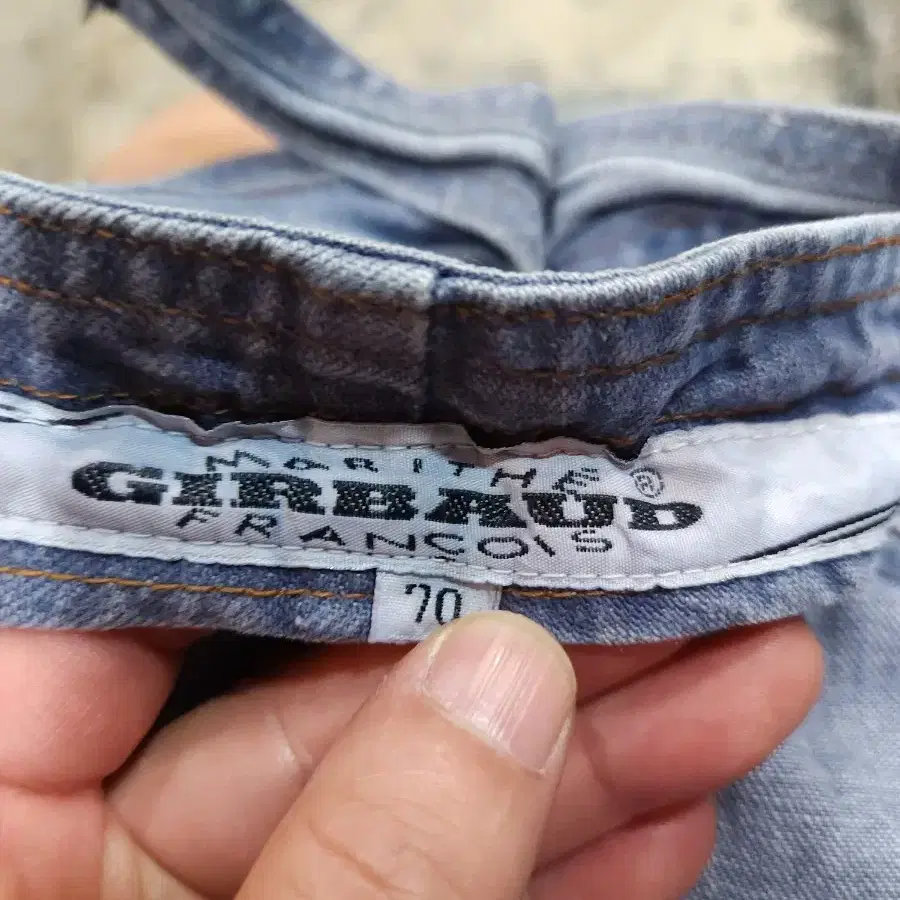 MARITHE
GIRBAUD®
FRANÇOIS
70